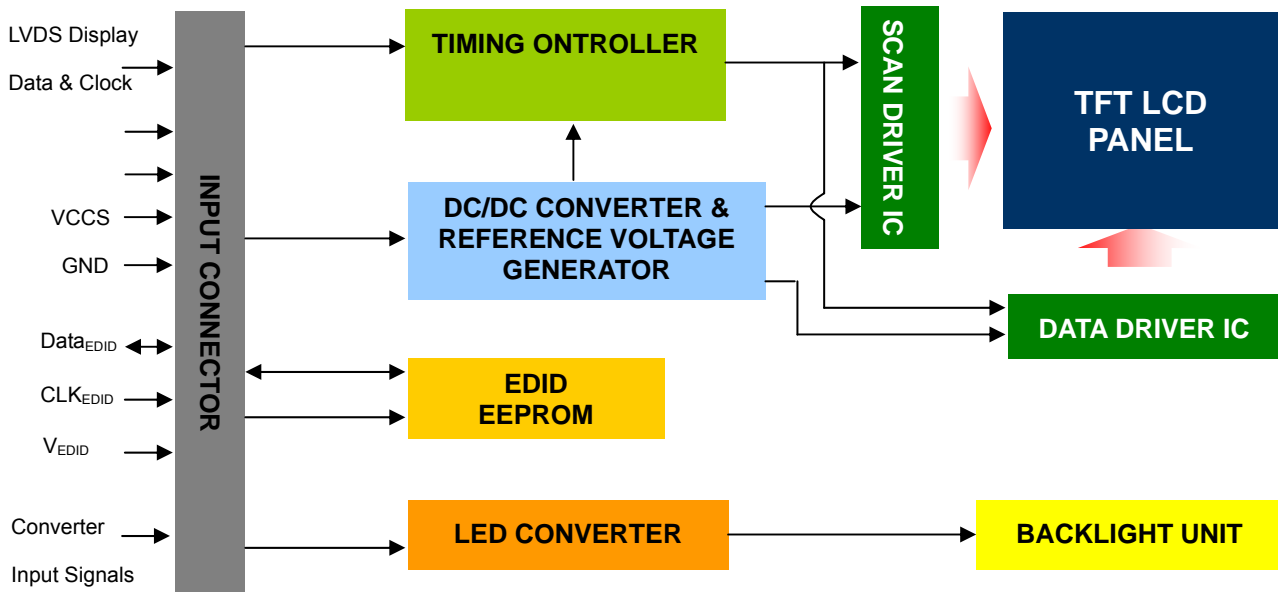 LVDS Display
Data & Clock
VCCS
GND
DataEDID
CLKEDID
VEDID
Converter
Input Signals
INPUT CONNECTOR
TIMING ONTROLLER
DC/DC CONVERTER &
REFERENCE VOLTAGE
GENERATOR
EDID
EEPROM
LED CONVERTER
SCAN DRIVER IC
TFT LCD
PANEL
DATA DRIVER IC
BACKLIGHT UNIT